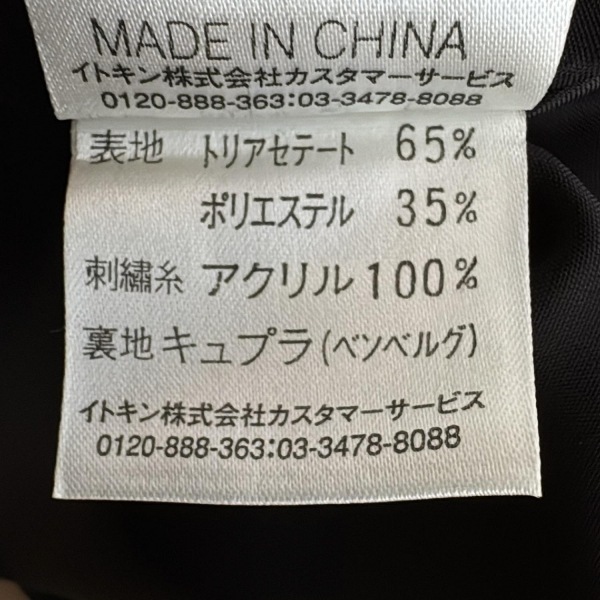 MADE IN CHINA
イトキン株式会社カスタマーサービス
0120-888-363:03-3478-8088
表地 トリアセテート 65%
ポリエステル 35%
刺繍糸 アクリル 100%
裏地 キュプラ(ベンベルグ)
イトキン株式会社カスタマーサービス
0120-888-363:03-3478-8088